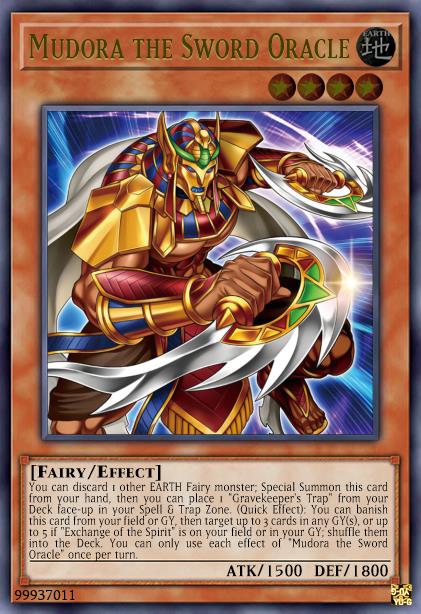 Mudora the Sword Oracle
EARTH
地
[Fairy/Effect]
You can discard 1 other EARTH Fairy monster; Special Summon this card
from your hand, then you can place 1 "Gravekeeper's Trap" from your
Deck face-up in your Spell & Trap Zone. (Quick Effect): You can banish
this card from your field or GY, then target up to 3 cards in any GY(s), or up
to 5 if "Exchange of the Spirit" is on your field or in your GY; shuffle them
into the Deck. You can only use each effect of "Mudora the Sword
Oracle" once per turn.
ATK/1500 DEF/1800
99937011